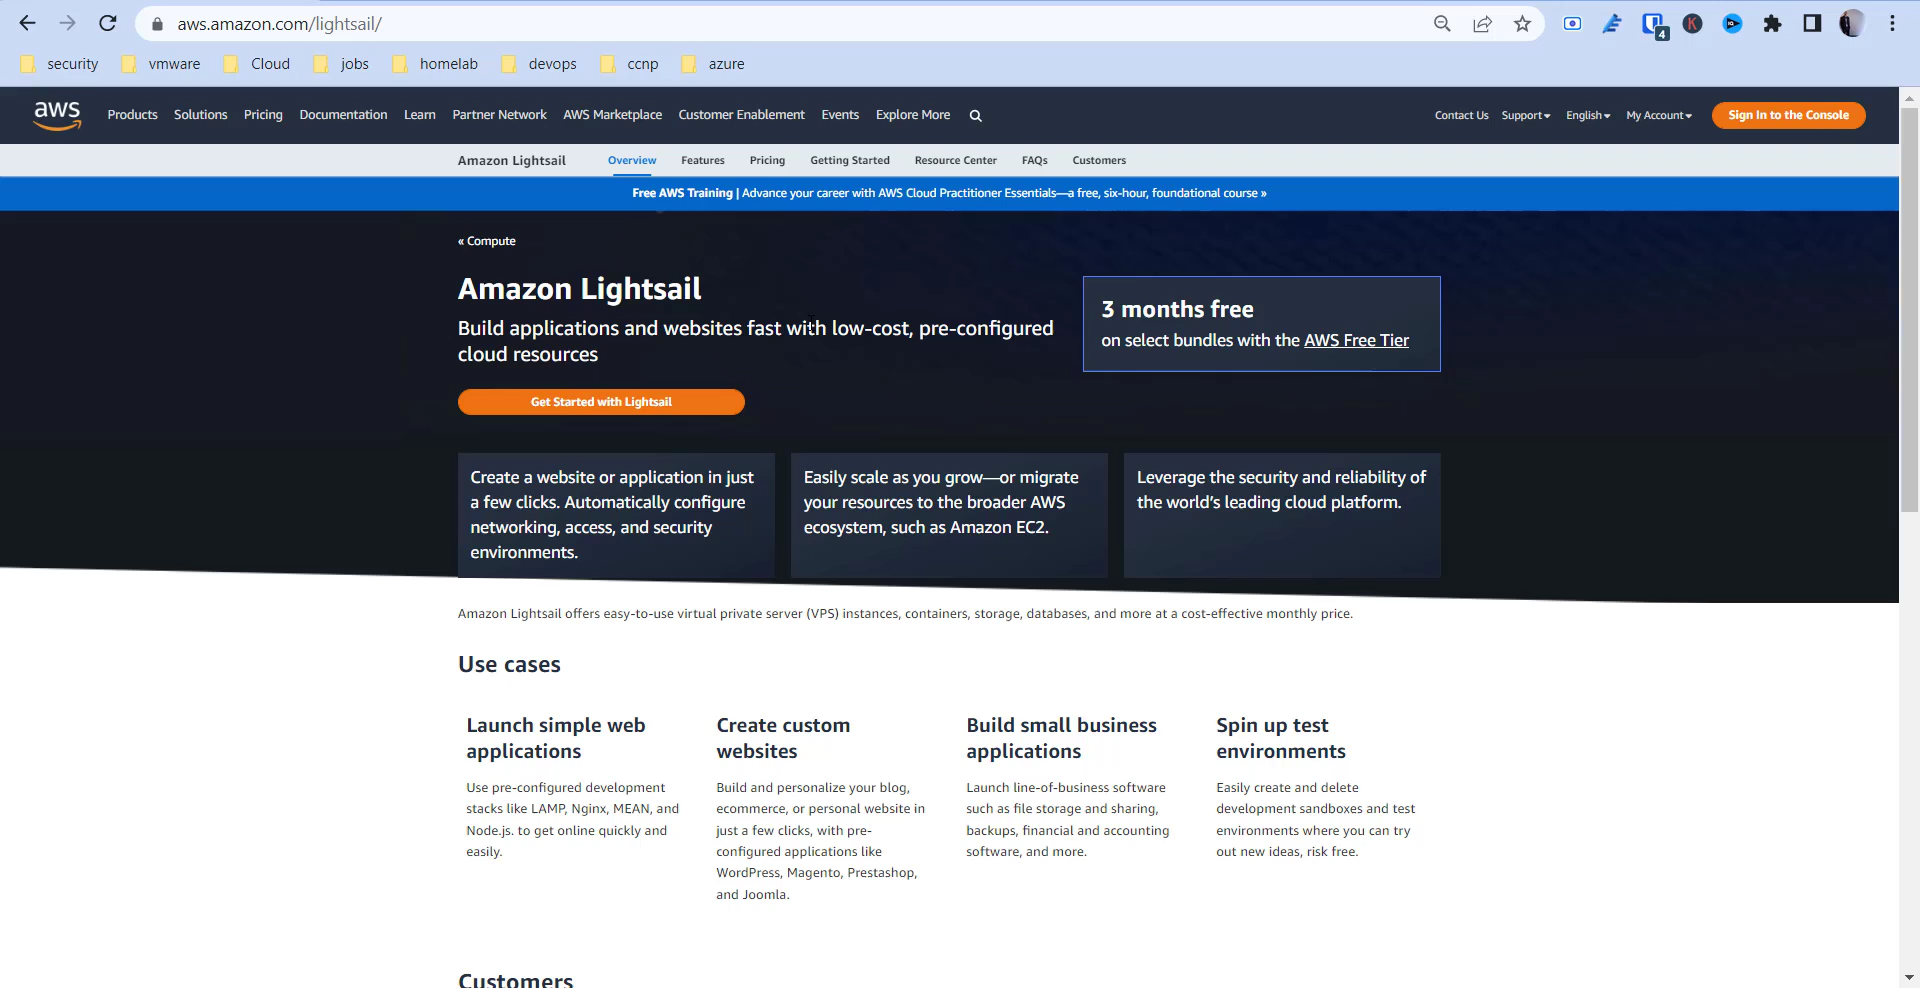 aws.amazon.com/lightsail/
4
K
security vmware Cloud jobs homelab devops ccnp azure
aws Products Solutions Pricing Documentation Learn Partner Network AWS Marketplace Customer Enablement Events Explore More Contact Us Support English My Account Sign In to the Console
Amazon Lightsail Overview Features Pricing Getting Started Resource Center FAQs Customers
Free AWS Training | Advance your career with AWS Cloud Practitioner Essentials—a free, six-hour, foundational course »
« Compute
Amazon Lightsail
Build applications and websites fast with low-cost, pre-configured
cloud resources
Get Started with Lightsail
3 months free
on select bundles with the AWS Free Tier
Create a website or application in just
a few clicks. Automatically configure
networking, access, and security
environments.
Easily scale as you grow—or migrate
your resources to the broader AWS
ecosystem, such as Amazon EC2.
Leverage the security and reliability of
the world's leading cloud platform.
Amazon Lightsail offers easy-to-use virtual private server (VPS) instances, containers, storage, databases, and more at a cost-effective monthly price.
Use cases
Launch simple web
applications
Use pre-configured development
stacks like LAMP, Nginx, MEAN, and
Node.js. to get online quickly and
easily.
Create custom
websites
Build and personalize your blog,
ecommerce, or personal website in
just a few clicks, with pre-
configured applications like
WordPress, Magento, Prestashop,
and Joomla.
Build small business
applications
Launch line-of-business software
such as file storage and sharing,
backups, financial and accounting
software, and more.
Spin up test
environments
Easily create and delete
development sandboxes and test
environments where you can try
out new ideas, risk free.
Customers